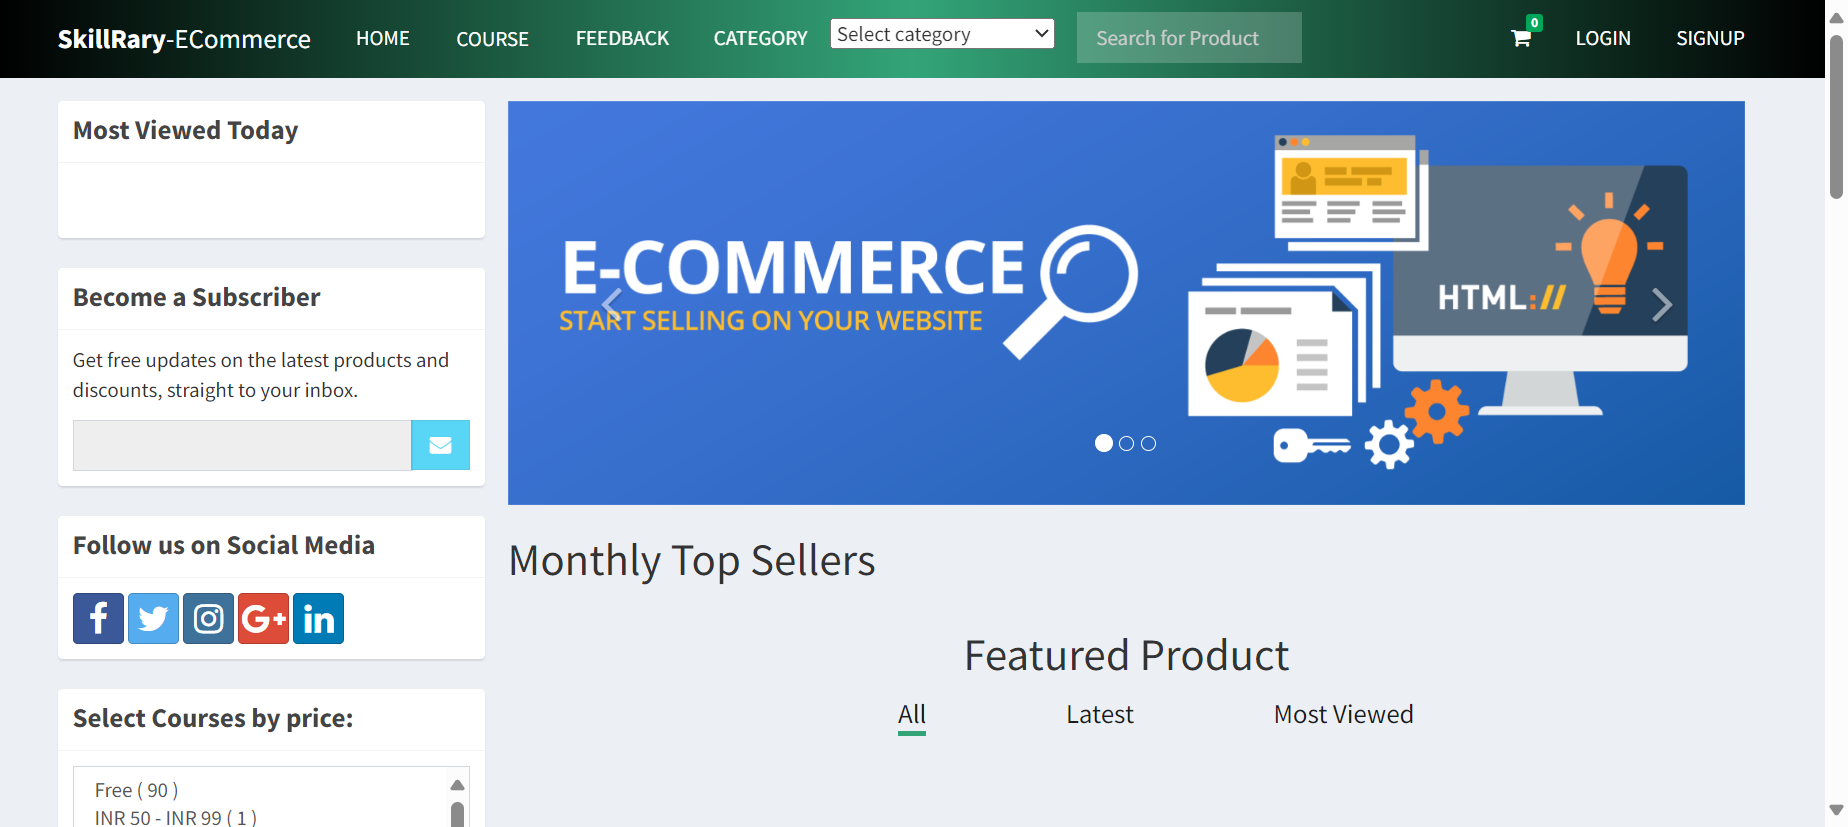 SkillRary-ECommerce
HOME
COURSE
FEEDBACK
CATEGORY
Select category
Search for Product
0
LOGIN
SIGNUP
Most Viewed Today
Become a Subscriber
Get free updates on the latest products and
discounts, straight to your inbox.
Follow us on Social Media
Select Courses by price:
Free ( 90 )
INR 50 - INR 99 ( 1 )
E-COMMERCE
START SELLING ON YOUR WEBSITE
HTML://
Monthly Top Sellers
Featured Product
All
Latest
Most Viewed